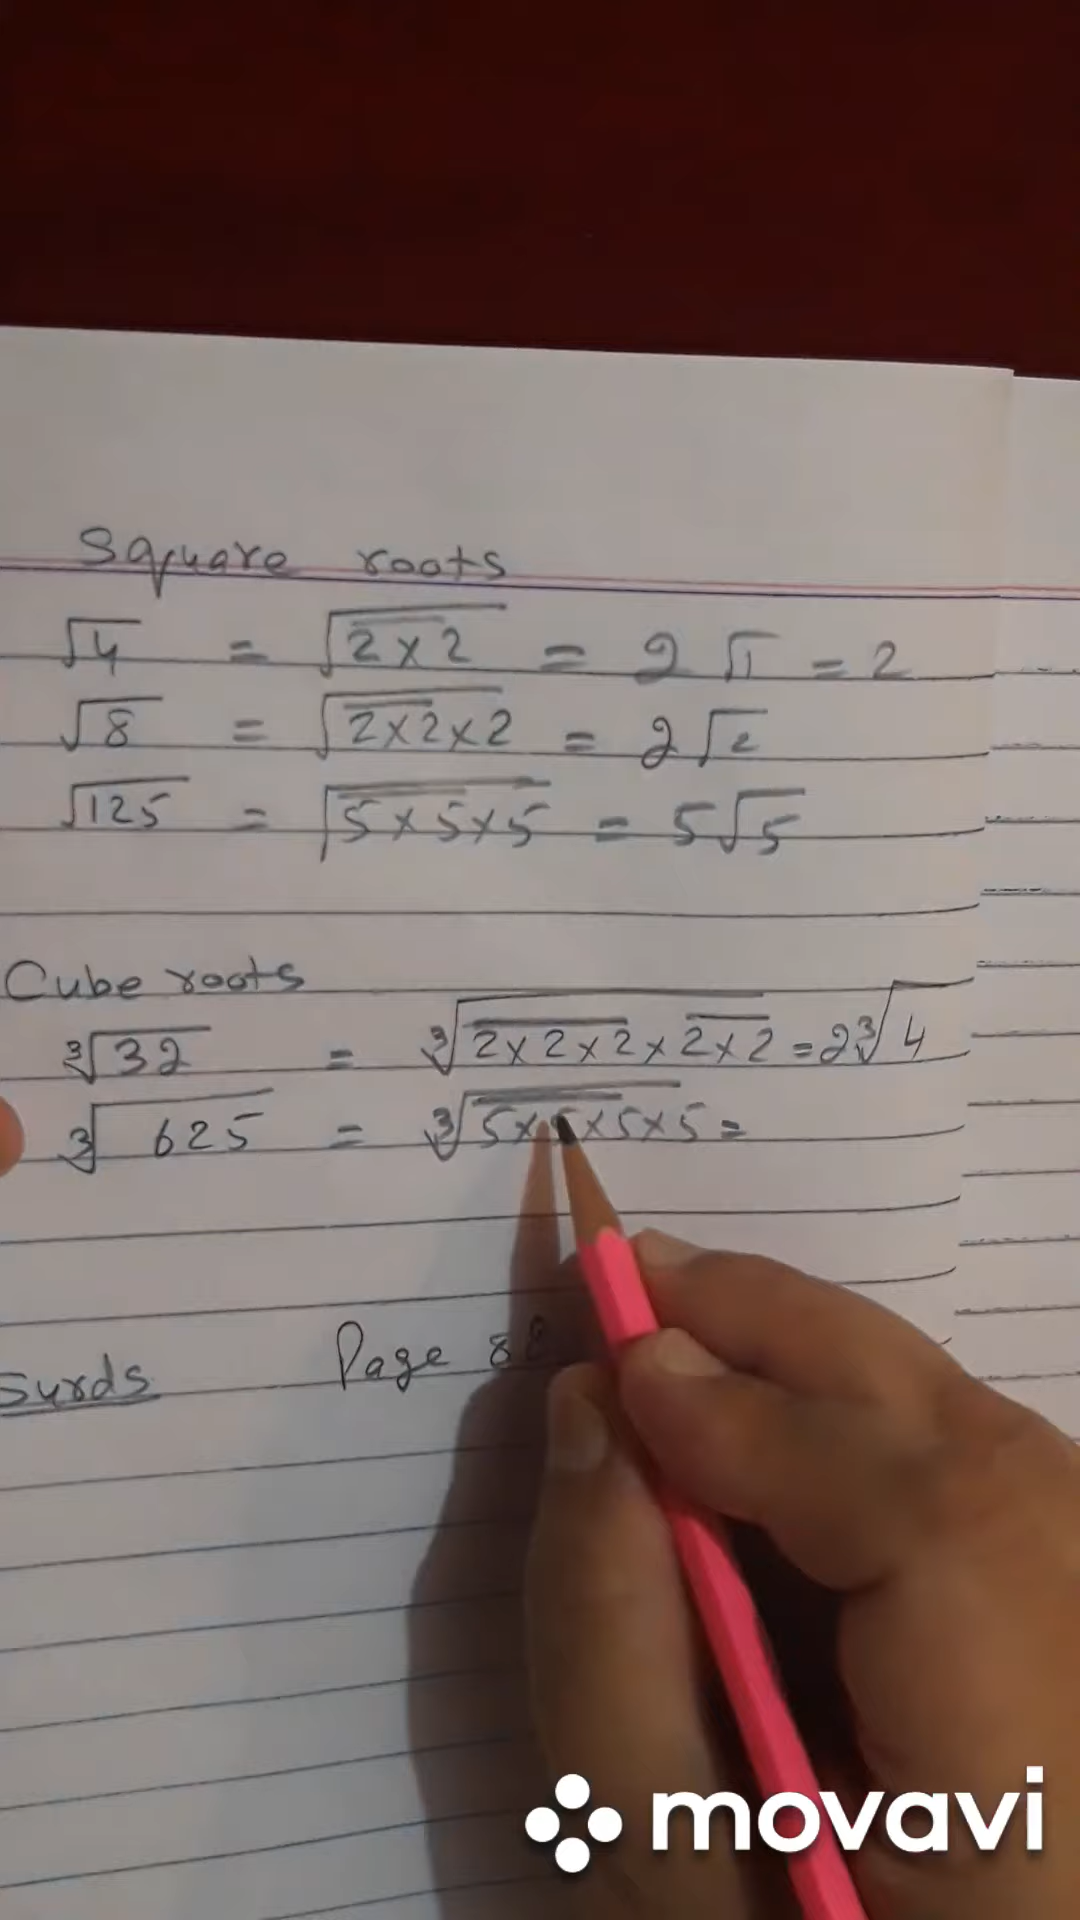 Square roots
√4 = √2×2 = 2√1 = 2
√8 = √2×2×2 = 2√2
√125 = √5×5×5 = 5√5
Cube roots
∛32 = ∛2×2×2×2×2 = 2∛4
∛625 = ∛5×5×5×5 =
Surds Page 88
movavi